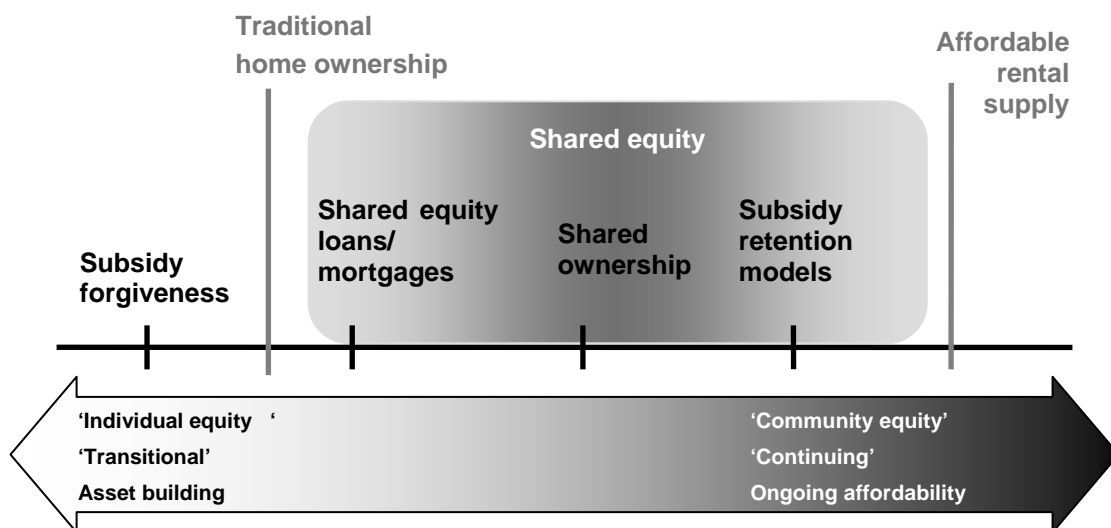 Traditional
home ownership
Affordable
rental
supply
Shared equity
Shared equity
loans/
mortgages
Shared
ownership
Subsidy
retention
models
Subsidy
forgiveness
‘Individual equity ‘
‘Transitional’
Asset building
‘Community equity’
‘Continuing’
Ongoing affordability